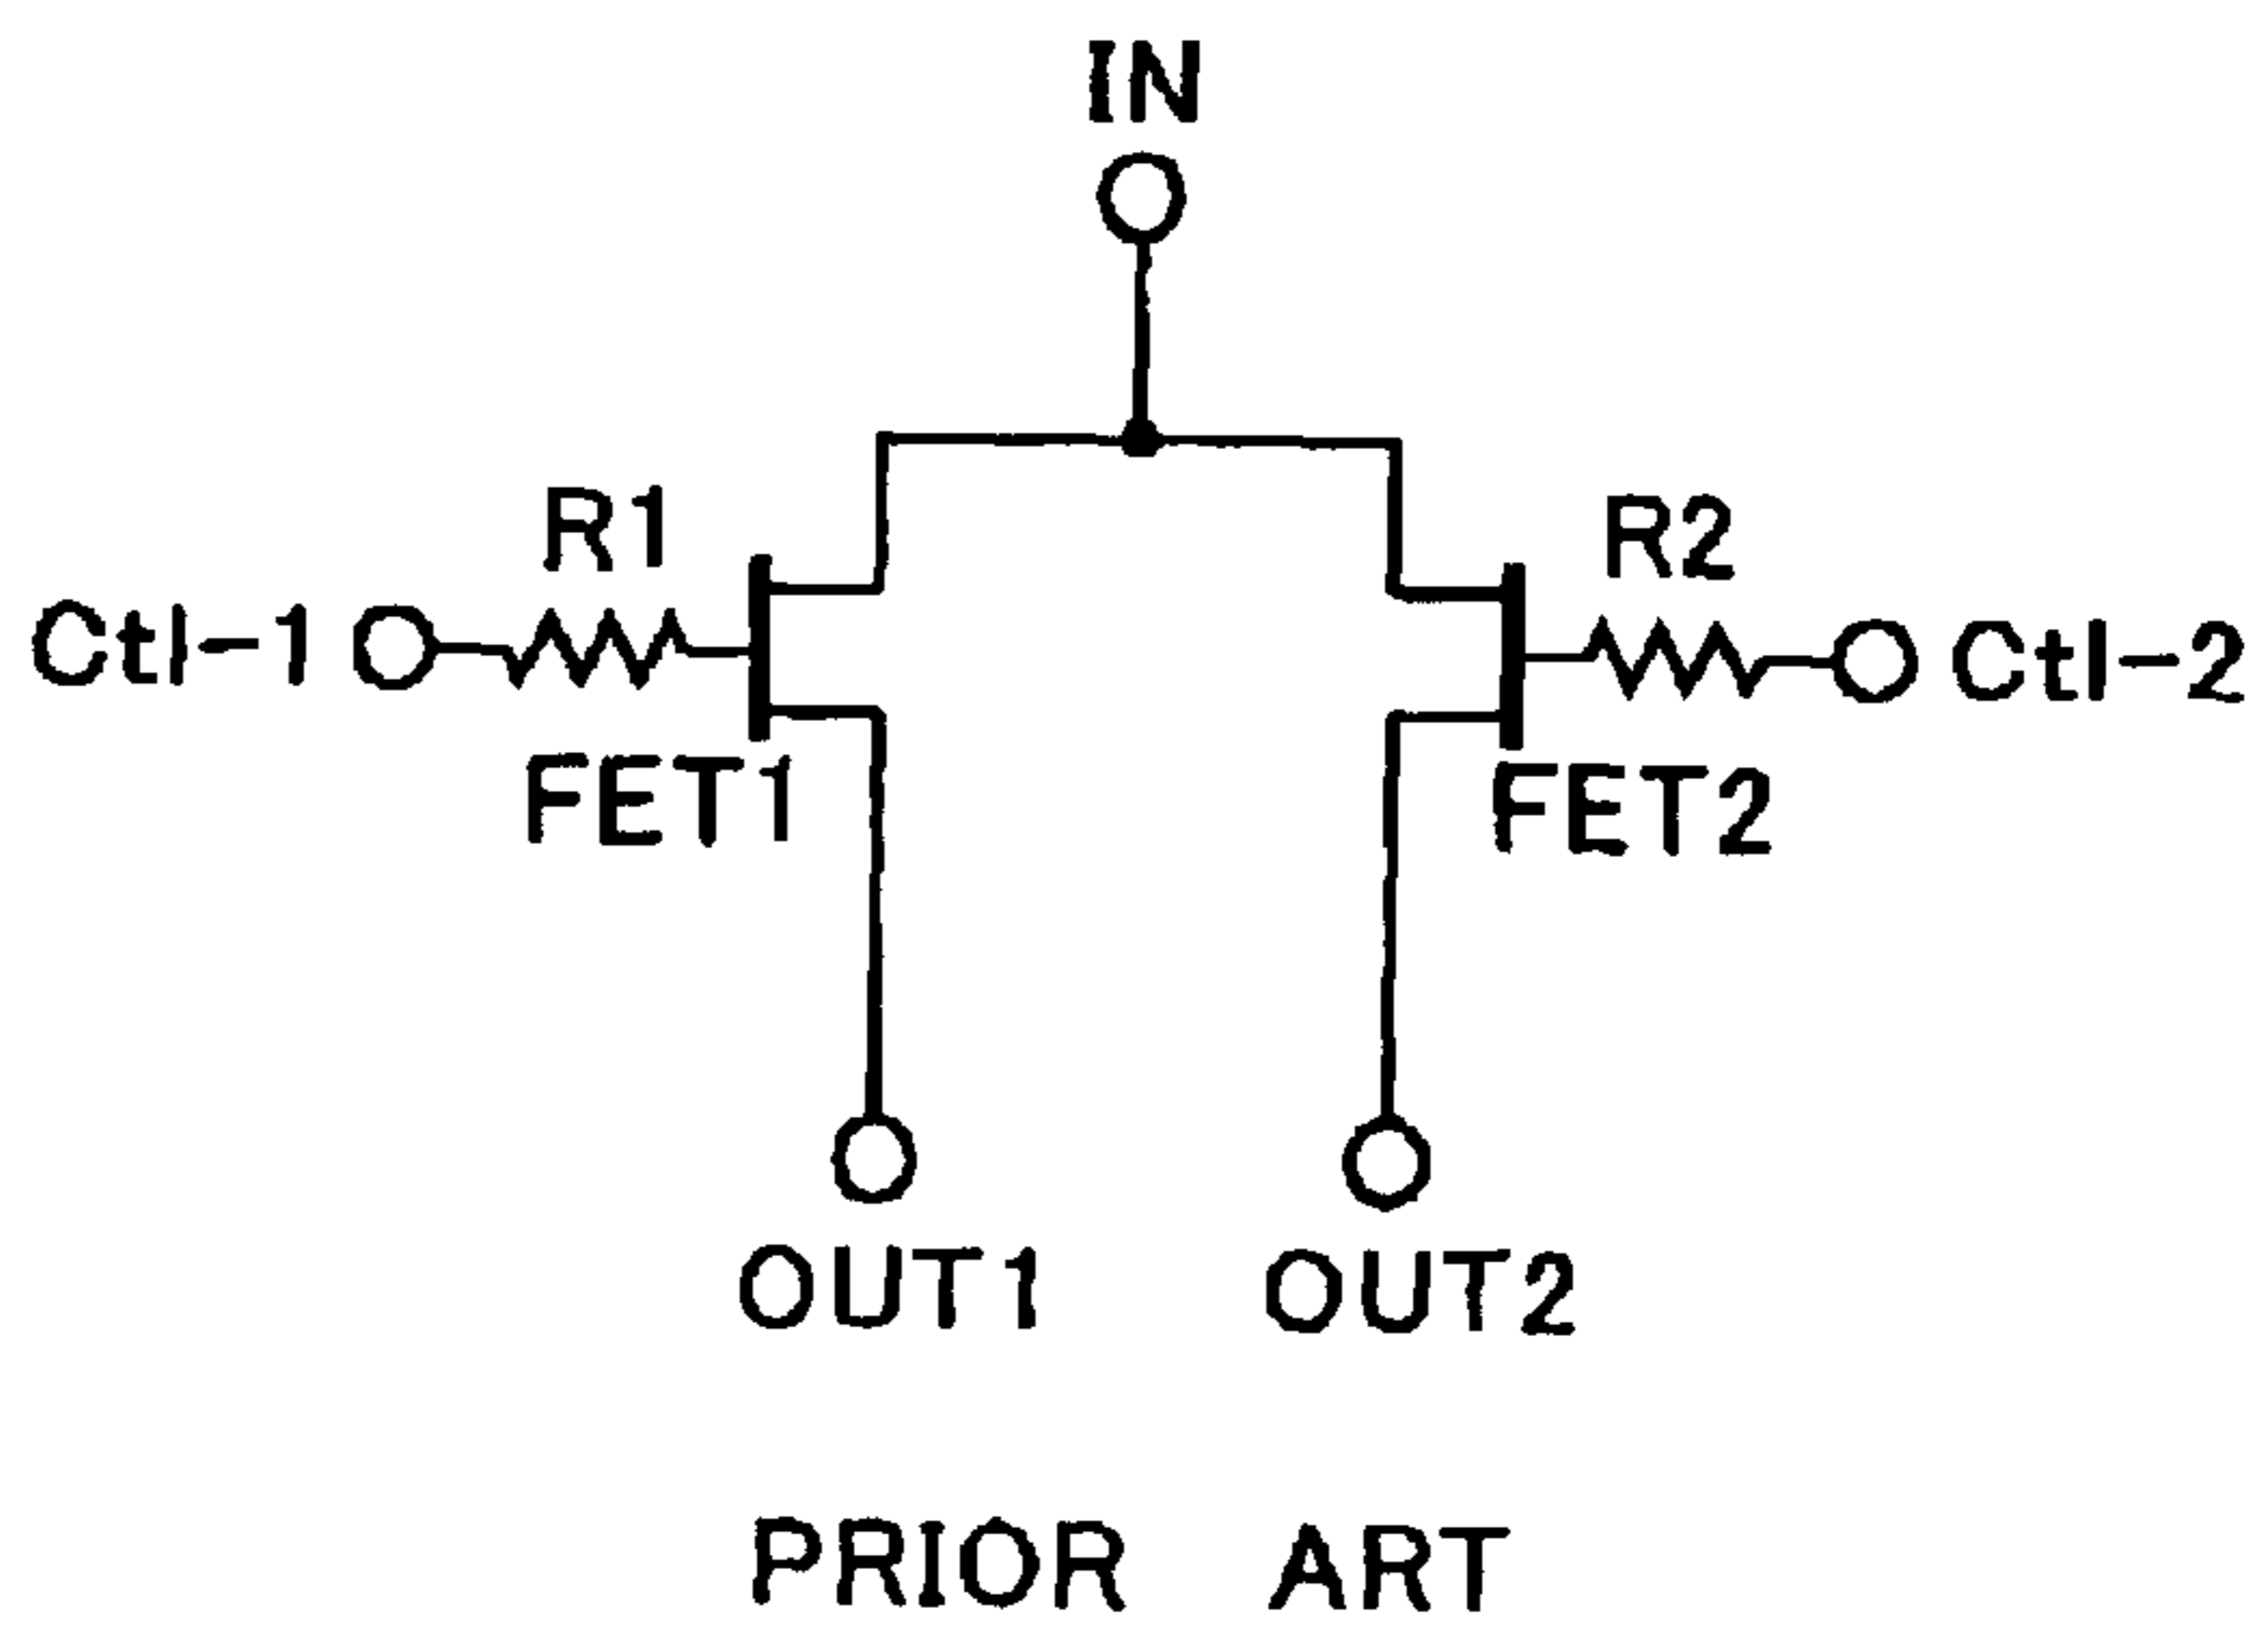 IN
R1
R2
Ctl-1
Ctl-2
FET1
FET2
OUT1
OUT2
PRIOR ART